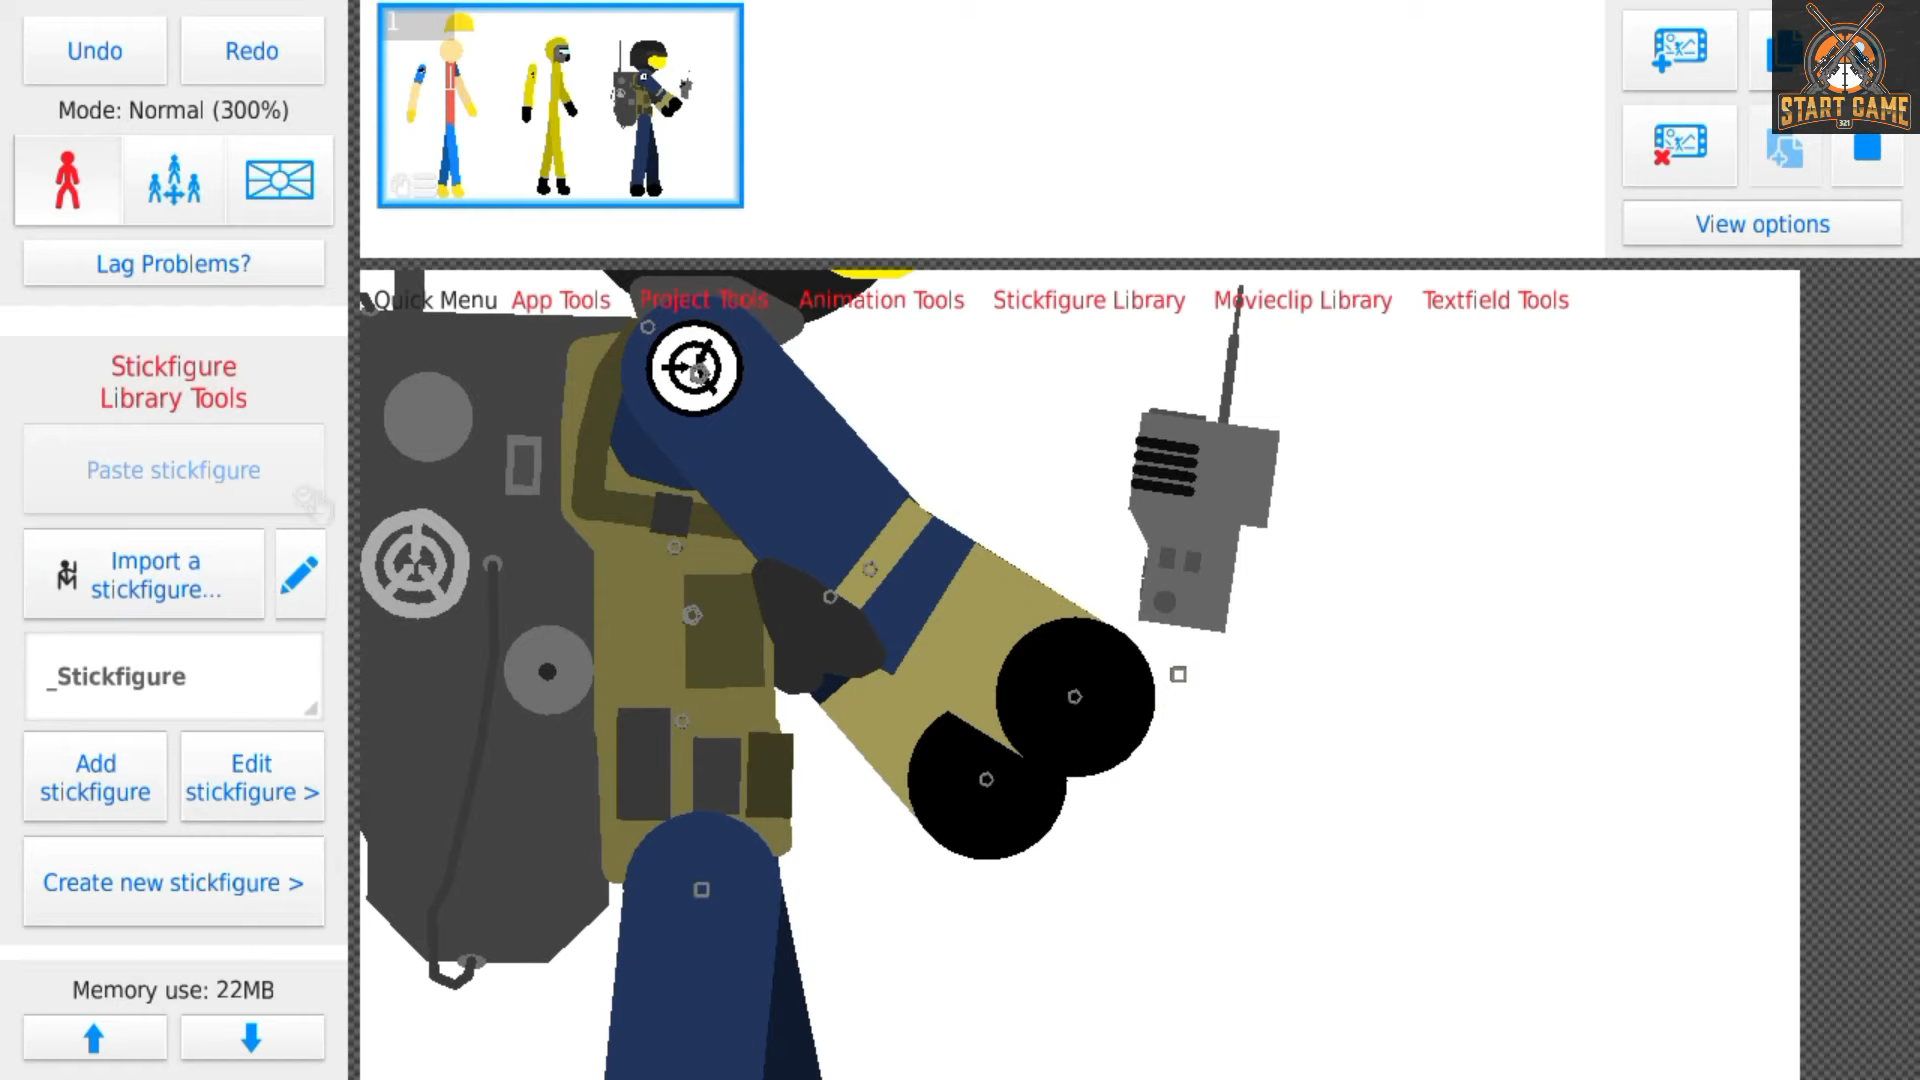 Undo
Redo
Mode: Normal (300%)
Lag Problems?
Stickfigure
Library Tools
Paste stickfigure
Import a
stickfigure...
_Stickfigure
Add
stickfigure
Edit
stickfigure >
Create new stickfigure >
Memory use: 22MB
1
START GAME
321
View options
Quick Menu
App Tools
Project Tools
Animation Tools
Stickfigure Library
Movieclip Library
Textfield Tools